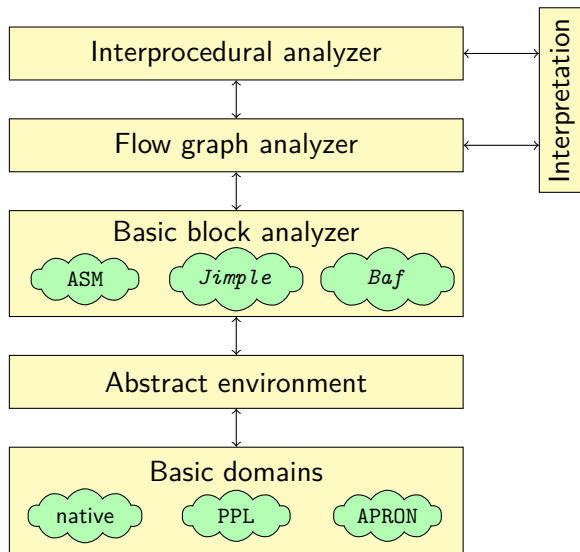 Interprocedural analyzer
Interpretation
Flow graph analyzer
Basic block analyzer
ASM Jimple Baf
Abstract environment
Basic domains
native PPL APRON